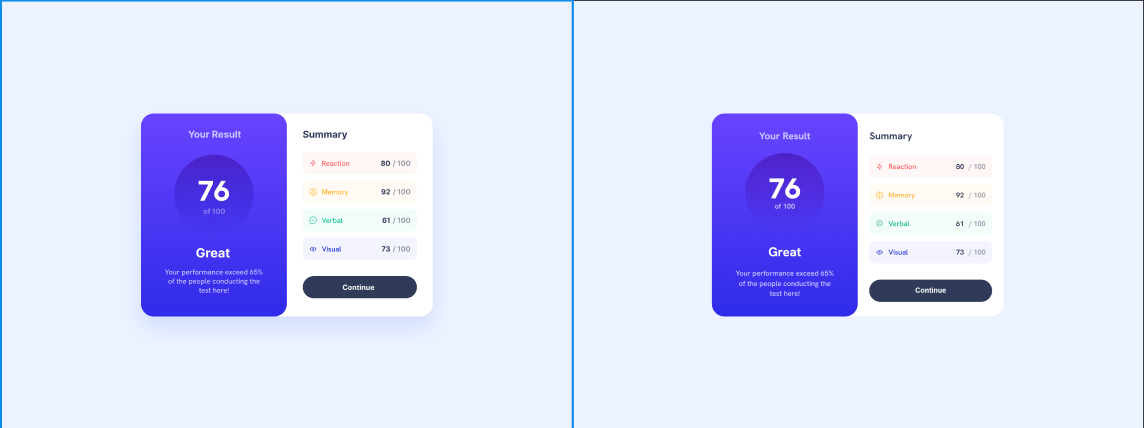 Your Result
76
of 100
Great
Your performance exceed 65%
of the people conducting the
test here!
Summary
Reaction 80 / 100
Memory 92 / 100
Verbal 61 / 100
Visual 73 / 100
Continue
Your Result
76
of 100
Great
Your performance exceed 65%
of the people conducting the
test here!
Summary
Reaction 80 / 100
Memory 92 / 100
Verbal 61 / 100
Visual 73 / 100
Continue